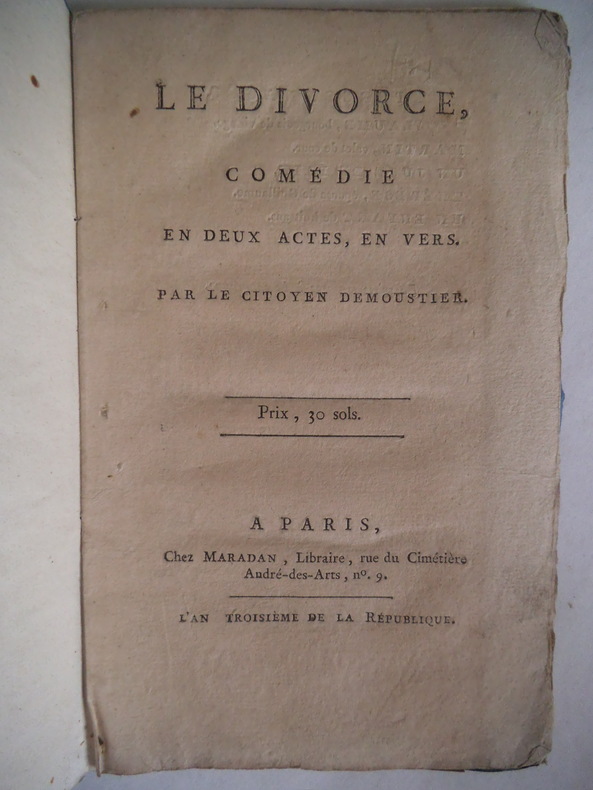 LE DIVORCE,
COMÉDIE
EN DEUX ACTES, EN VERS.
PAR LE CITOYEN DEMOUSTIER.
Prix, 30 sols.
A PARIS,
Chez MARADAN, Libraire, rue du Cimétière
André-des-Arts, nº. 9.
L'AN TROISIÈME DE LA RÉPUBLIQUE.